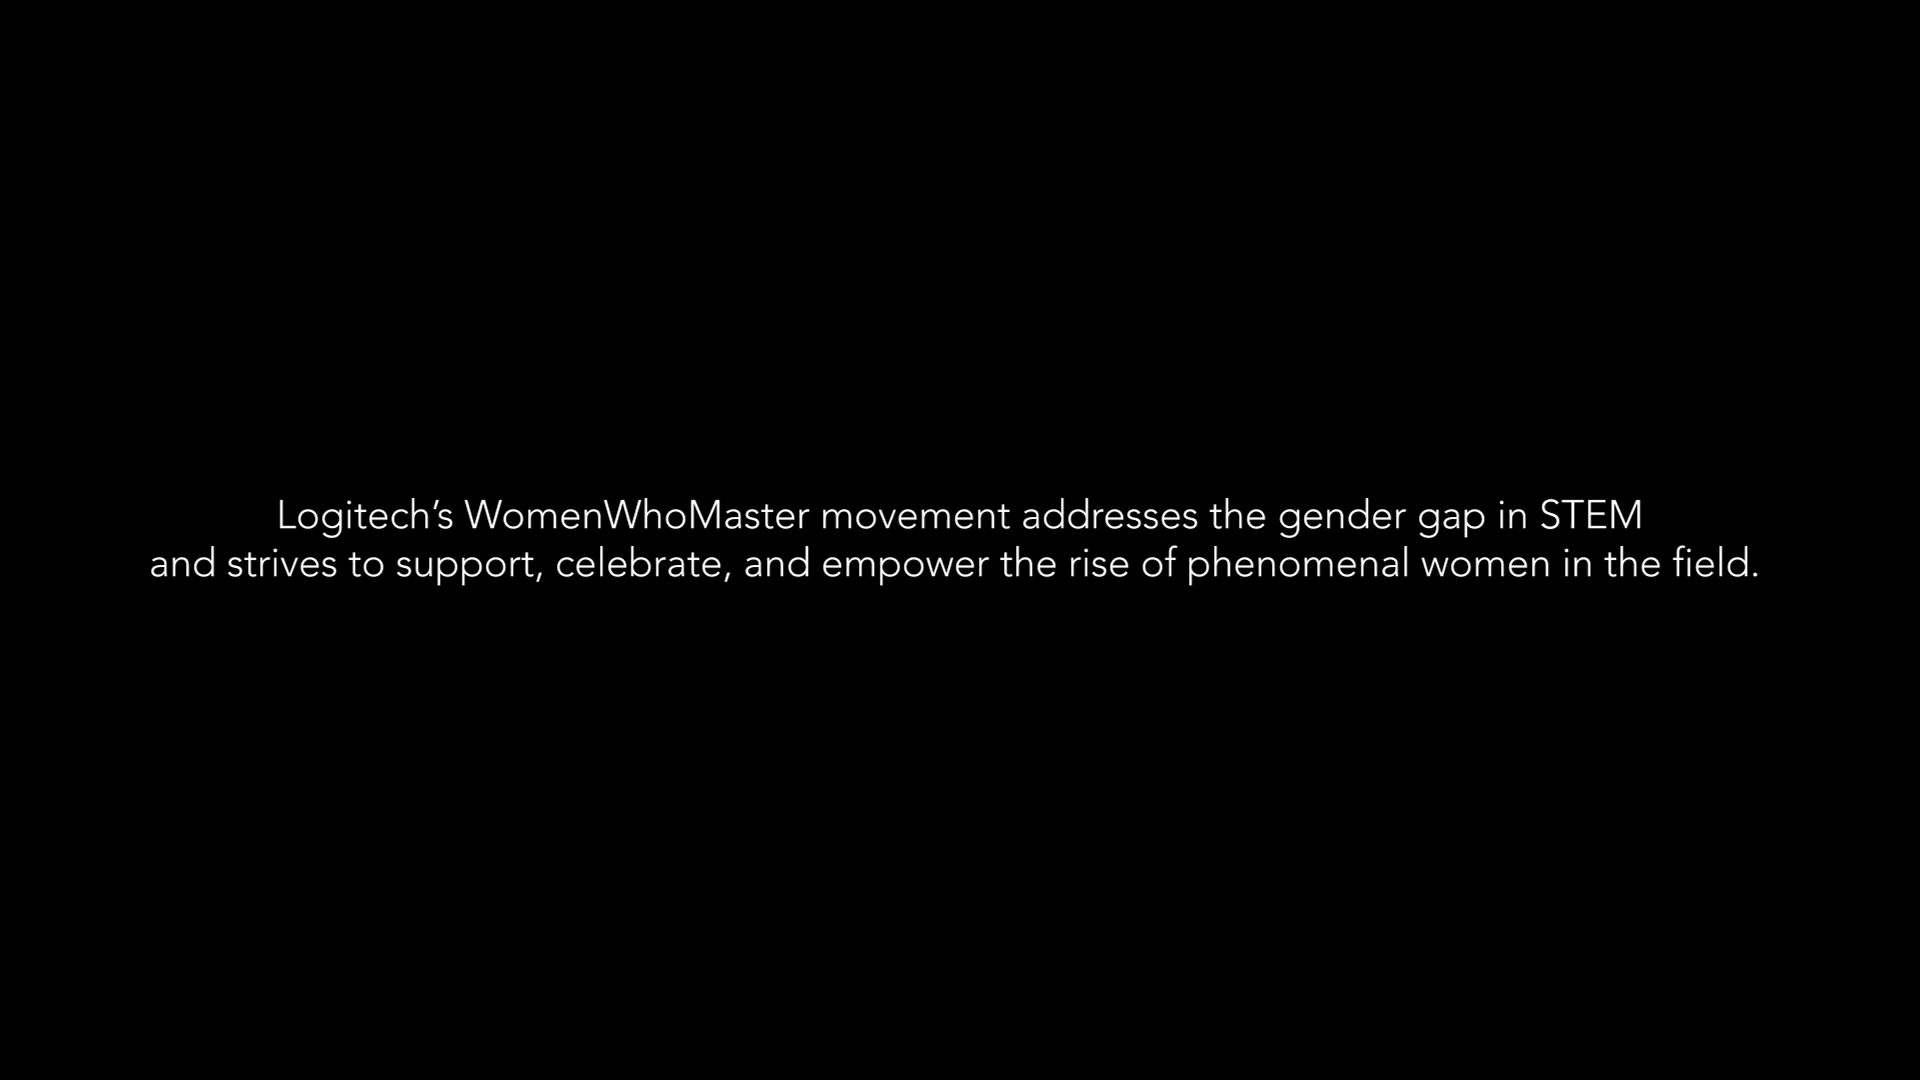 Logitech’s WomenWhoMaster movement addresses the gender gap in STEM
and strives to support, celebrate, and empower the rise of phenomenal women in the field.